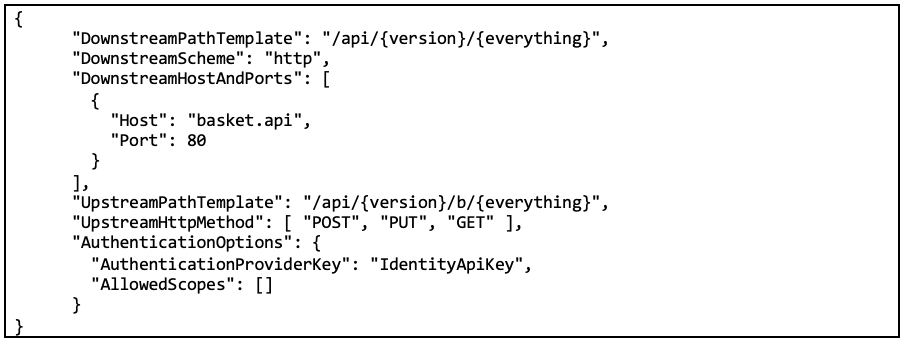 {
"DownstreamPathTemplate": "/api/{version}/{everything}",
"DownstreamScheme": "http",
"DownstreamHostAndPorts": [
{
"Host": "basket.api",
"Port": 80
}
],
"UpstreamPathTemplate": "/api/{version}/b/{everything}",
"UpstreamHttpMethod": [ "POST", "PUT", "GET" ],
"AuthenticationOptions": {
"AuthenticationProviderKey": "IdentityApiKey",
"AllowedScopes": []
}
}